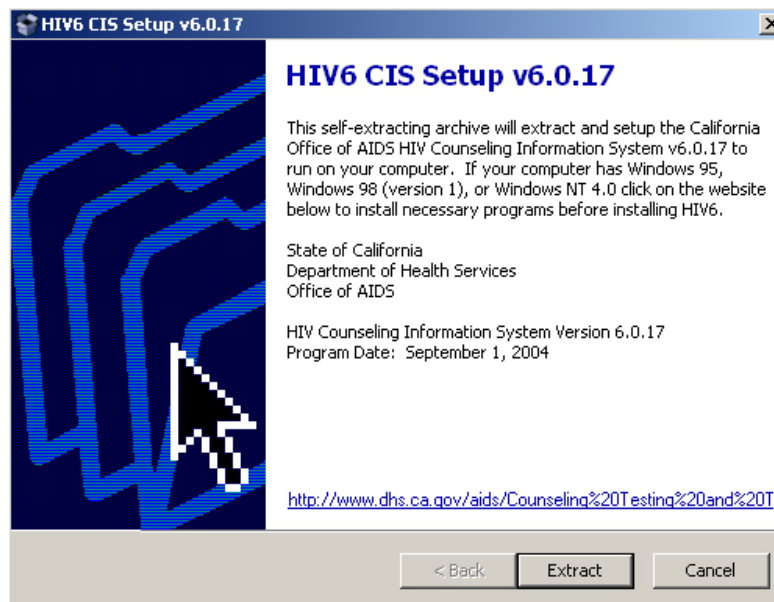 HIV6 CIS Setup v6.0.17
HIV6 CIS Setup v6.0.17
This self-extracting archive will extract and setup the California
Office of AIDS HIV Counseling Information System v6.0.17 to
run on your computer.  If your computer has Windows 95,
Windows 98 (version 1), or Windows NT 4.0 click on the website
below to install necessary programs before installing HIV6.
State of California
Department of Health Services
Office of AIDS
HIV Counseling Information System Version 6.0.17
Program Date:  September 1, 2004
http://www.dhs.ca.gov/aids/Counseling%20Testing%20and%20T
< Back
Extract
Cancel